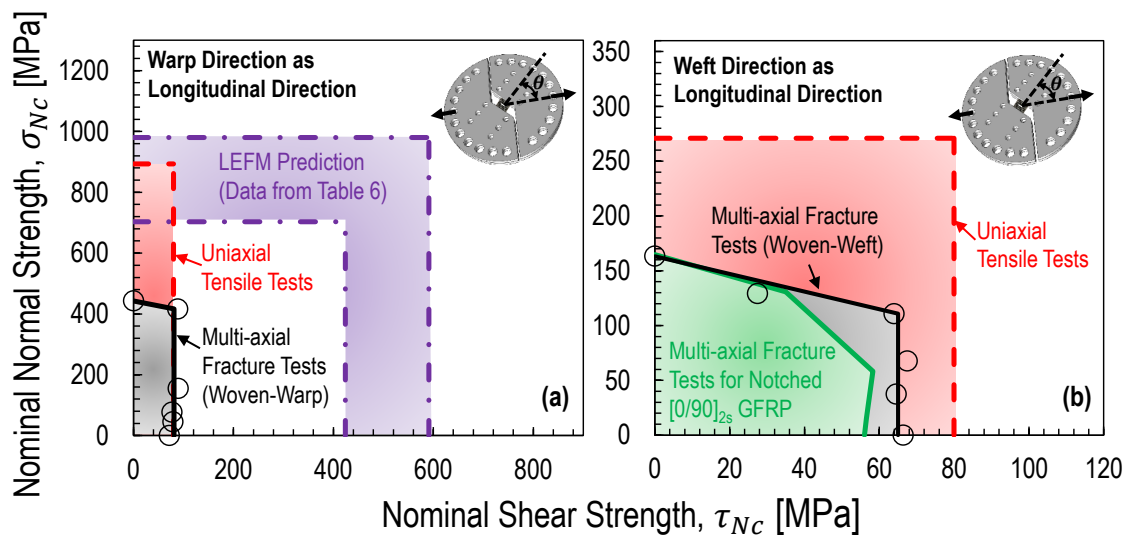 Nominal Normal Strength, σ_Nc [MPa]
1200
1000
800
600
400
200
0
0
200
400
600
800
Warp Direction as
Longitudinal Direction
θ
LEFM Prediction
(Data from Table 6)
Uniaxial
Tensile Tests
Multi-axial
Fracture Tests
(Woven-Warp)
(a)
350
300
250
200
150
100
50
0
0
20
40
60
80
100
120
Weft Direction as
Longitudinal Direction
θ
Multi-axial Fracture
Tests (Woven-Weft)
Uniaxial
Tensile Tests
Multi-axial Fracture
Tests for Notched
[0/90]2s GFRP
(b)
Nominal Shear Strength, τ_Nc [MPa]